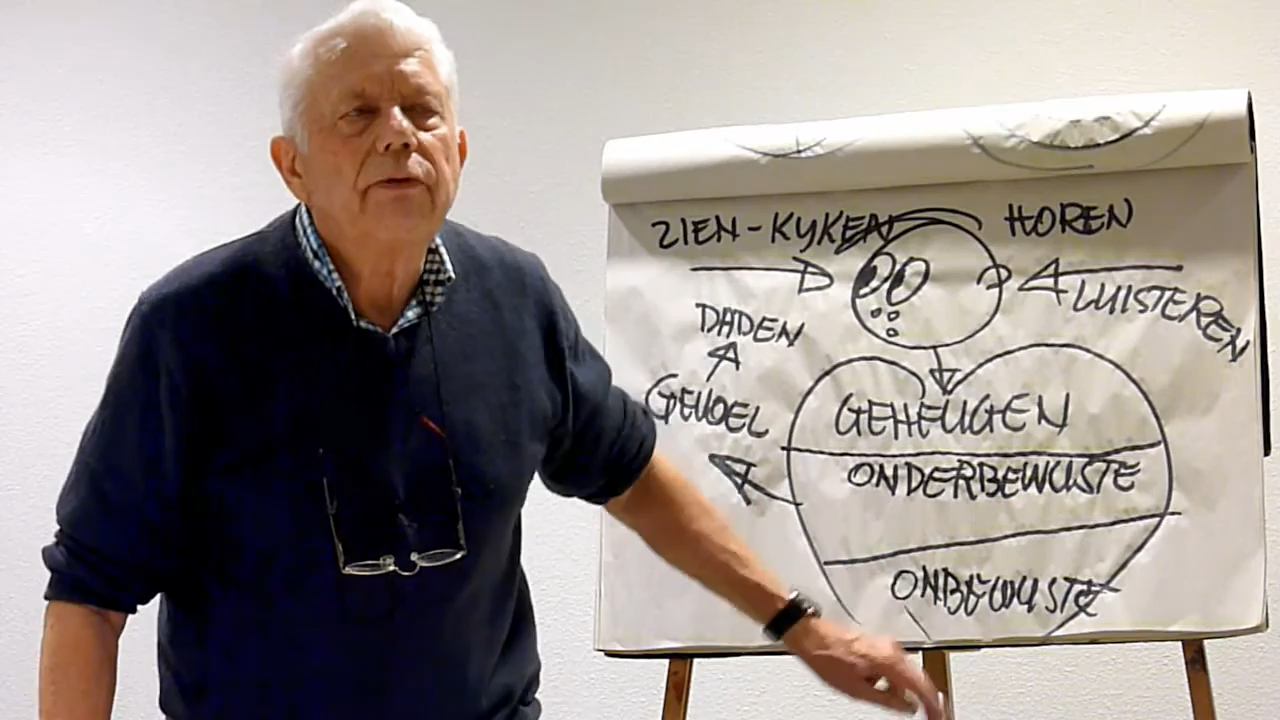 ZIEN-KYKEN
HOREN
LUISTEREN
DADEN
GEVOEL
GEHEUGEN
ONDERBEWUSTE
ONBEWUSTE